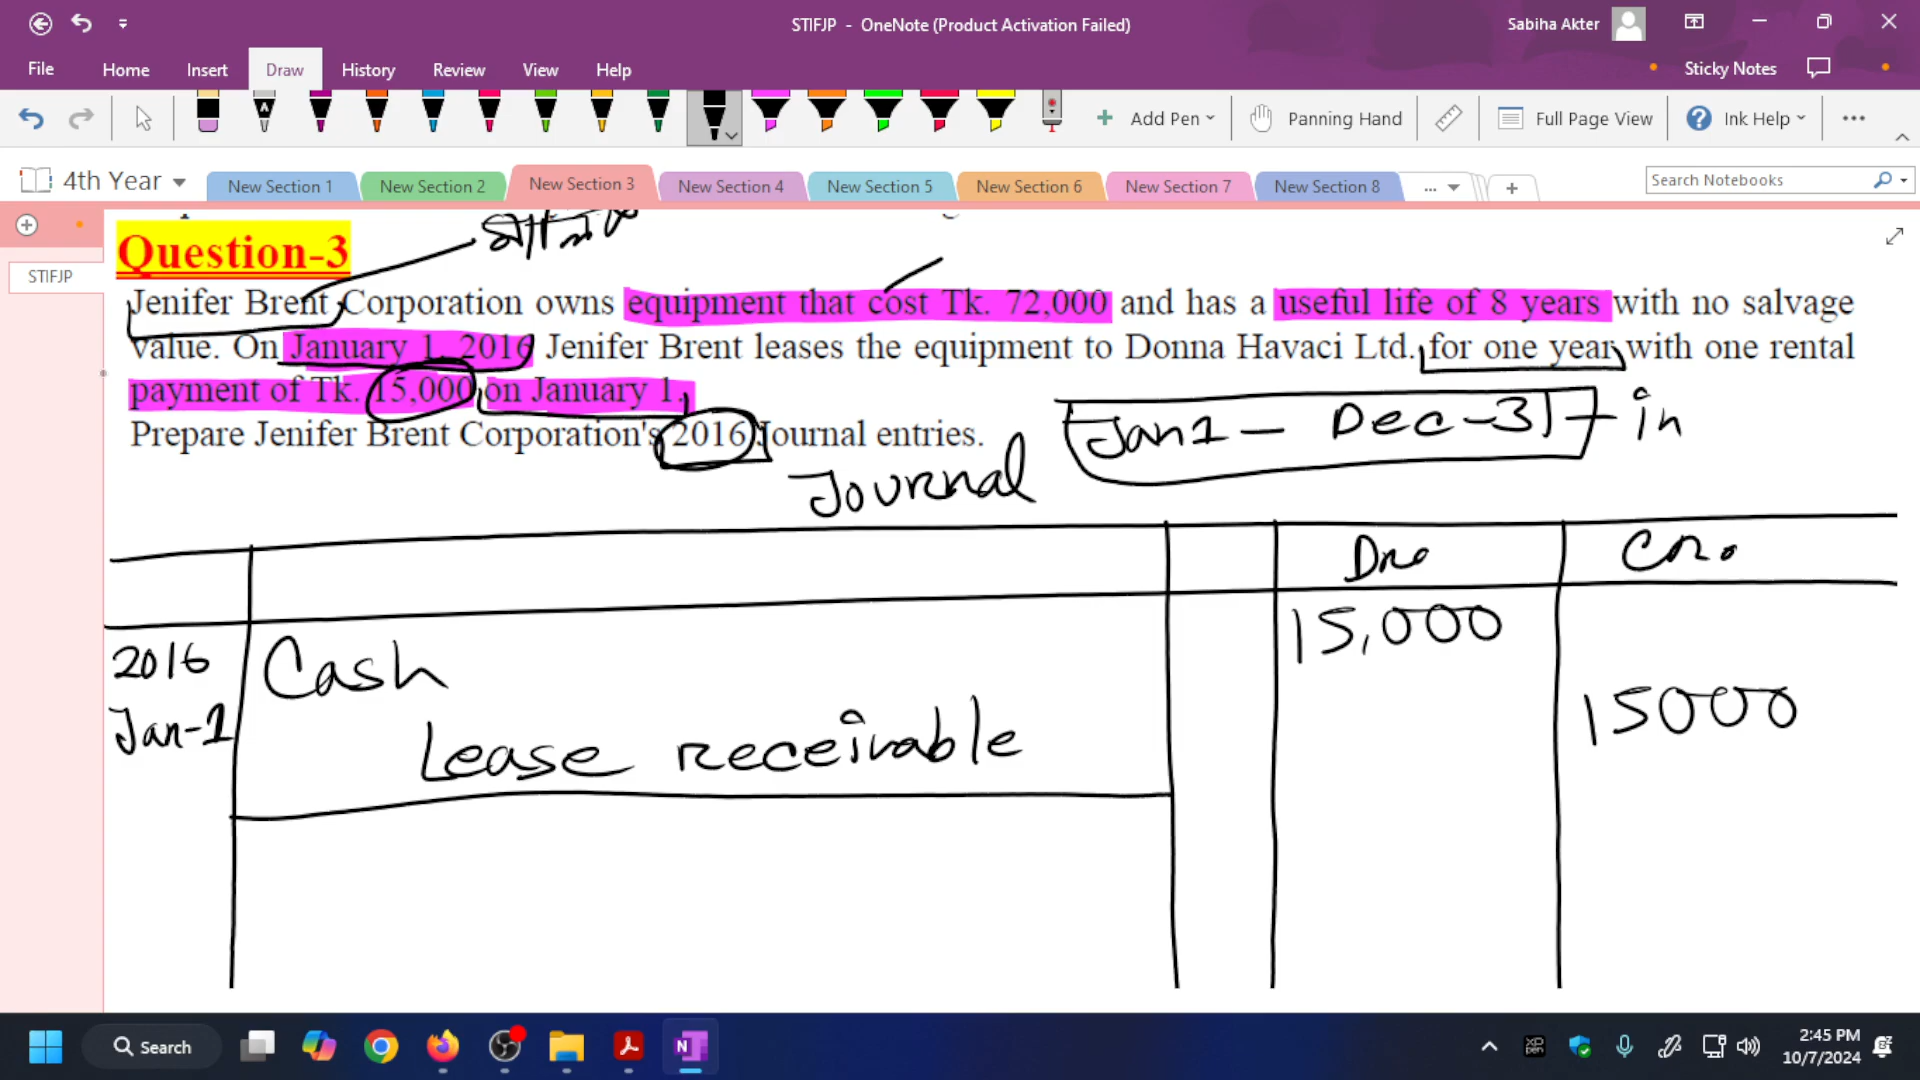 STIFJP - OneNote (Product Activation Failed)
Sabiha Akter
File Home Insert Draw History Review View Help
Sticky Notes
A
Add Pen
Panning Hand
Full Page View
Ink Help
4th Year
New Section 1 New Section 2 New Section 3 New Section 4 New Section 5 New Section 6 New Section 7 New Section 8 ...
Search Notebooks
STIFJP
Question-3
Jenifer Brent Corporation owns equipment that cost Tk. 72,000 and has a useful life of 8 years with no salvage
value. On January 1, 2016 Jenifer Brent leases the equipment to Donna Havaci Ltd. for one year with one rental
payment of Tk. 15,000 on January 1.
Prepare Jenifer Brent Corporation's 2016 Journal entries.
Jan 1 - Dec-31 - in
Journal
Dr. Cr.
2016 Cash 15,000
Jan-1 Lease receivable 15000
Search
N
XP
PEN
2:45 PM
10/7/2024